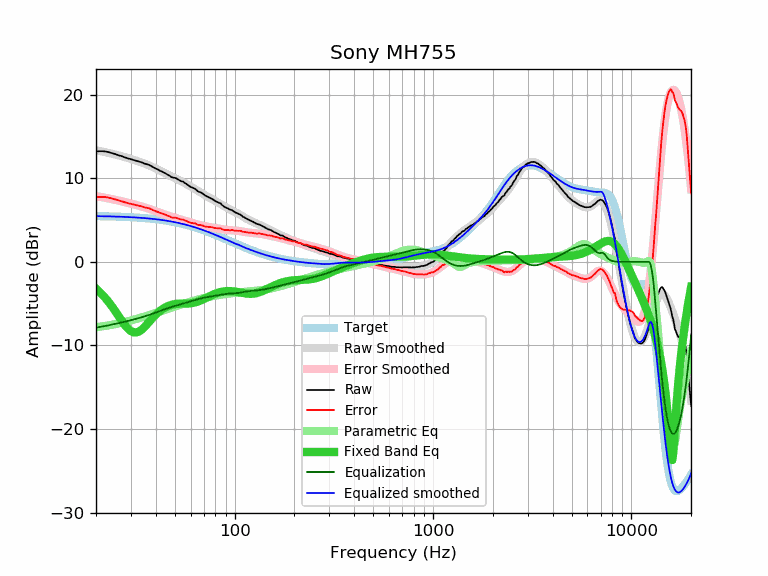 Sony MH755
Amplitude (dBr)
20
10
0
−10
−20
−30
Target
Raw Smoothed
Error Smoothed
Raw
Error
Parametric Eq
Fixed Band Eq
Equalization
Equalized smoothed
100
1000
10000
Frequency (Hz)